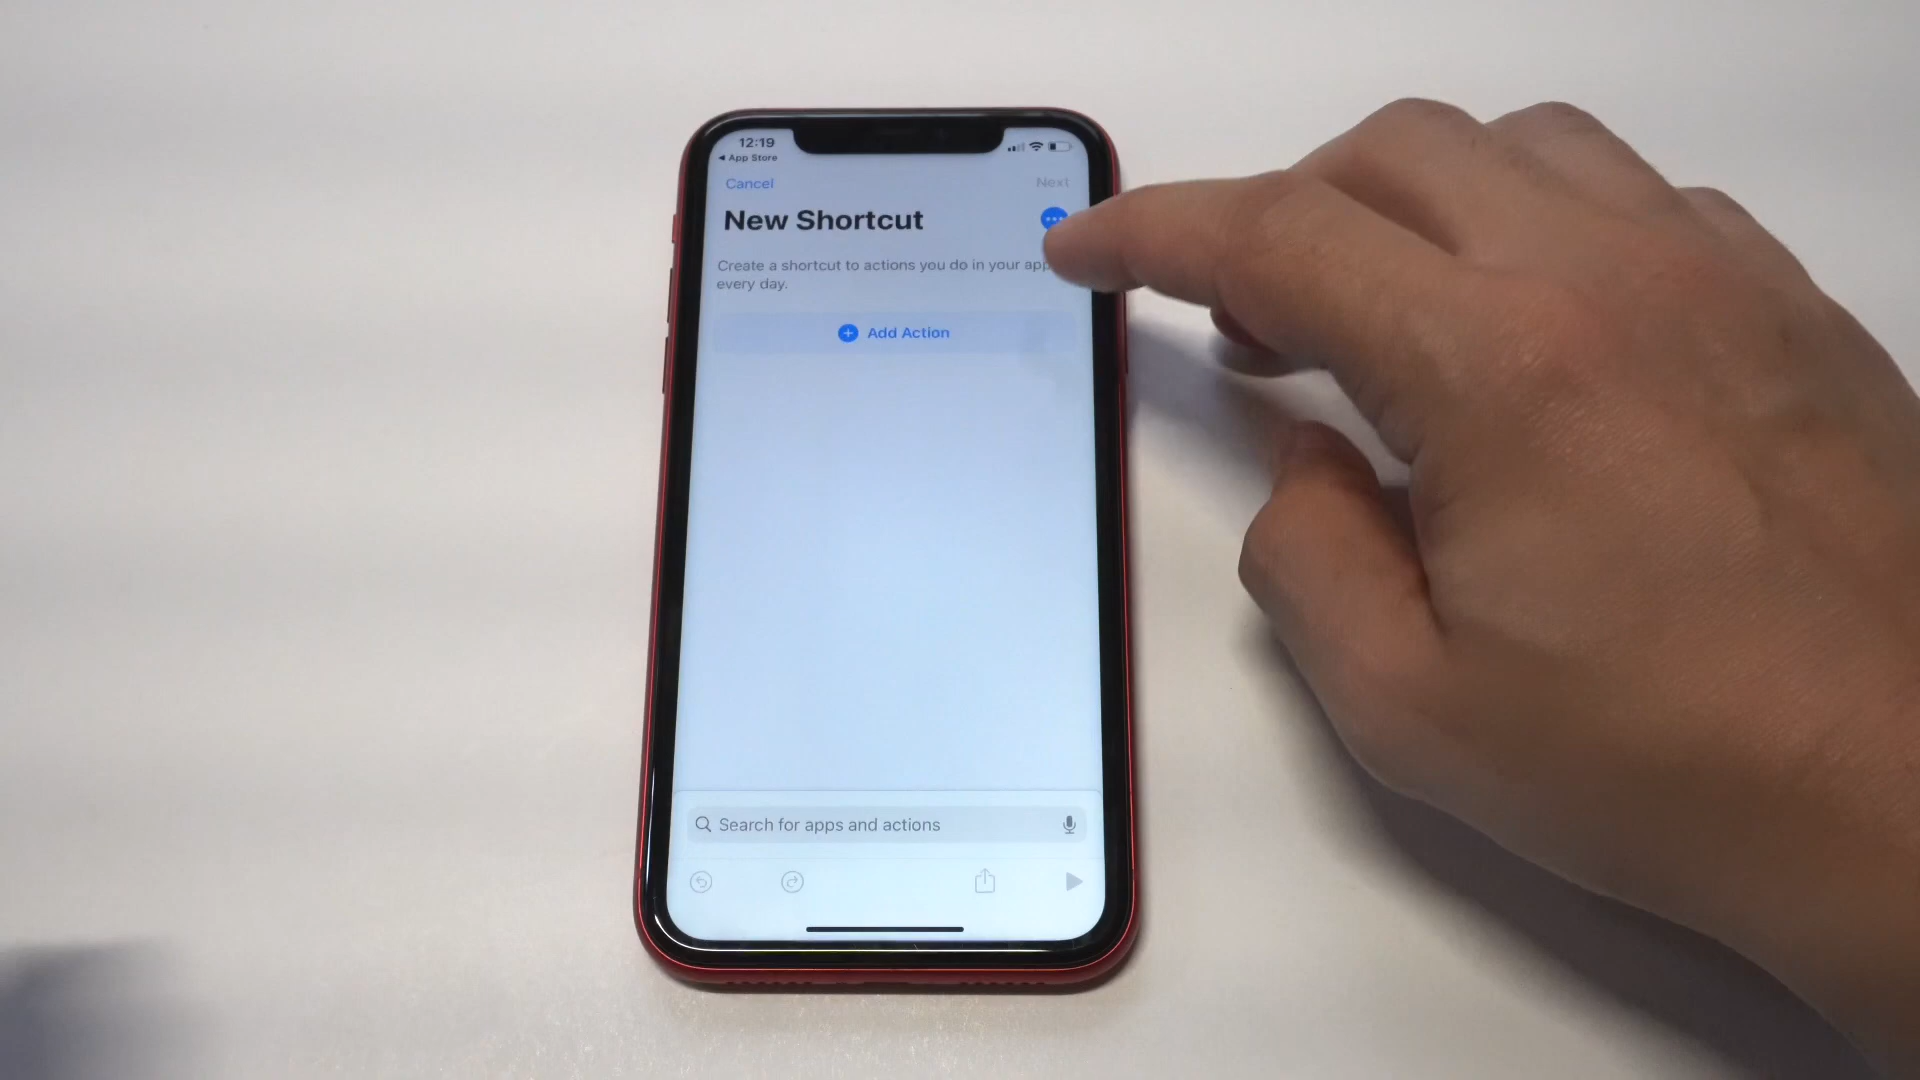 12:19
App Store
Cancel
Next
New Shortcut
Create a shortcut to actions you do in your app
every day.
Add Action
Search for apps and actions